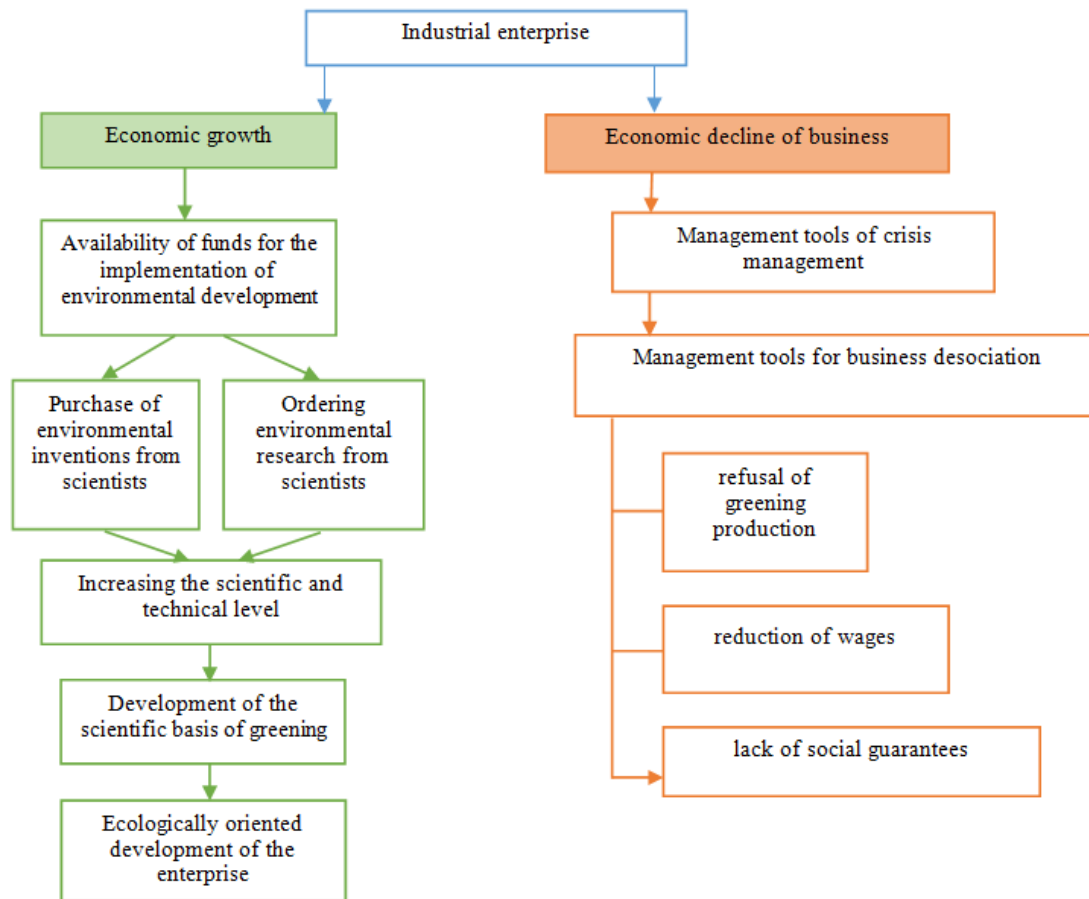 Industrial enterprise
Economic growth
Economic decline of business
Availability of funds for the
implementation of
environmental development
Management tools of crisis
management
Management tools for business desociation
Purchase of
environmental
inventions from
scientists
Ordering
environmental
research from
scientists
refusal of
greening
production
Increasing the scientific and
technical level
reduction of wages
Development of the
scientific basis of greening
lack of social guarantees
Ecologically oriented
development of the
enterprise